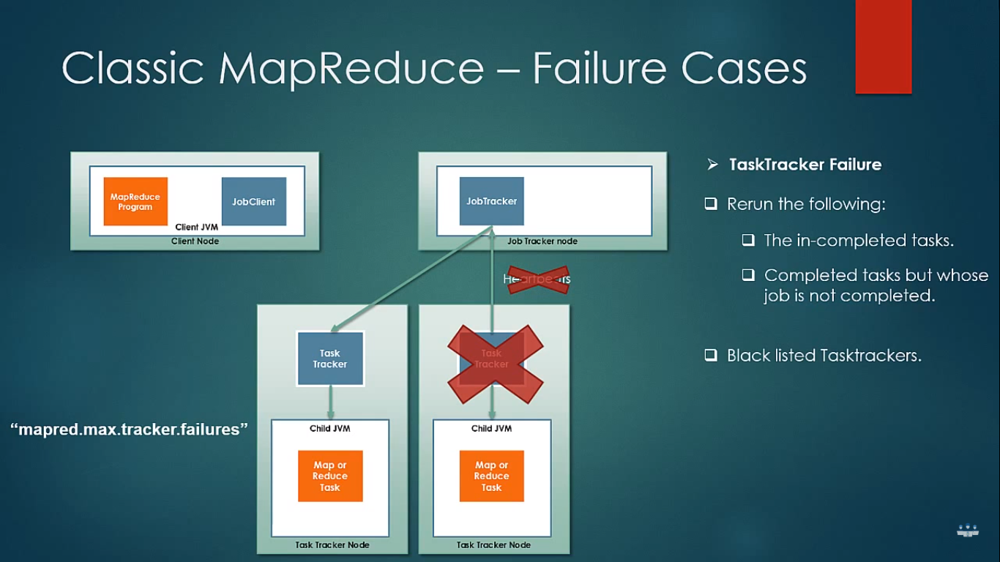 Classic MapReduce – Failure Cases
MapReduce
Program
JobClient
Client JVM
Client Node
JobTracker
Job Tracker node
Heartbeats
Task
Tracker
Task
Tracker
Child JVM
Map or
Reduce
Task
Task Tracker Node
Child JVM
Map or
Reduce
Task
Task Tracker Node
“mapred.max.tracker.failures”
TaskTracker Failure
Rerun the following:
The in-completed tasks.
Completed tasks but whose
job is not completed.
Black listed Tasktrackers.